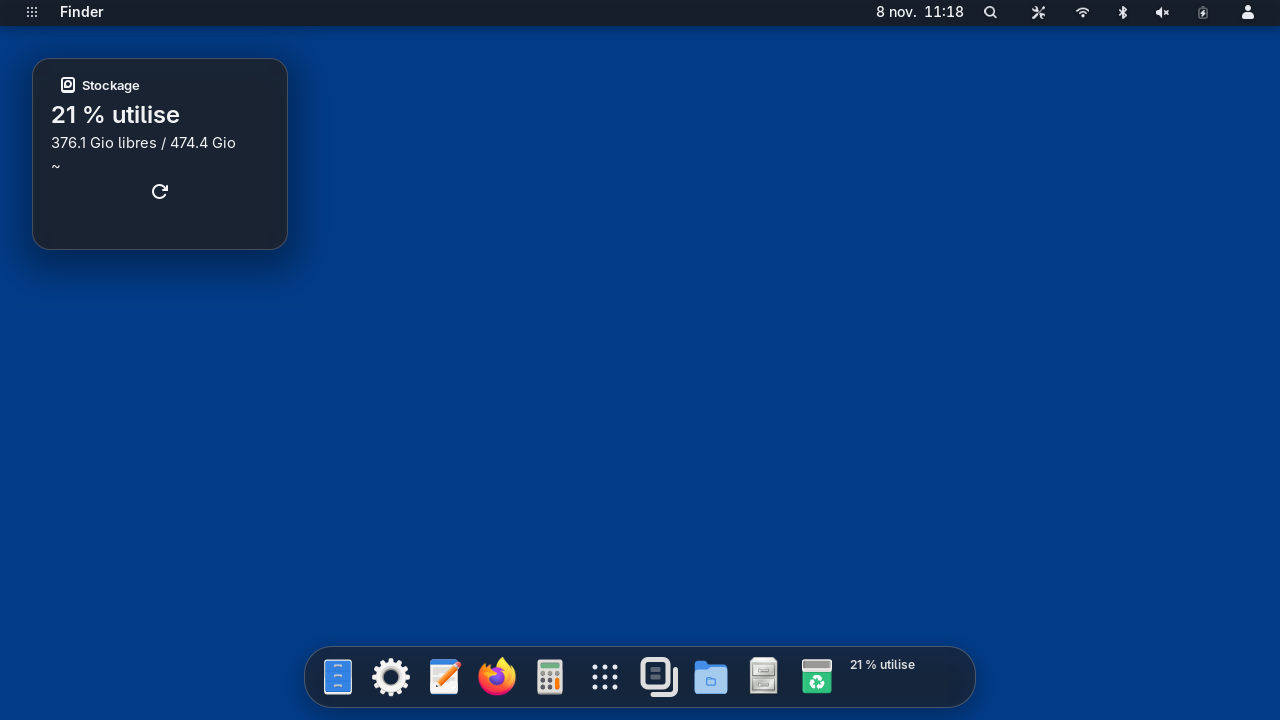 Finder
8 nov. 11:18
Stockage
21 % utilise
376.1 Gio libres / 474.4 Gio
~
21 % utilise